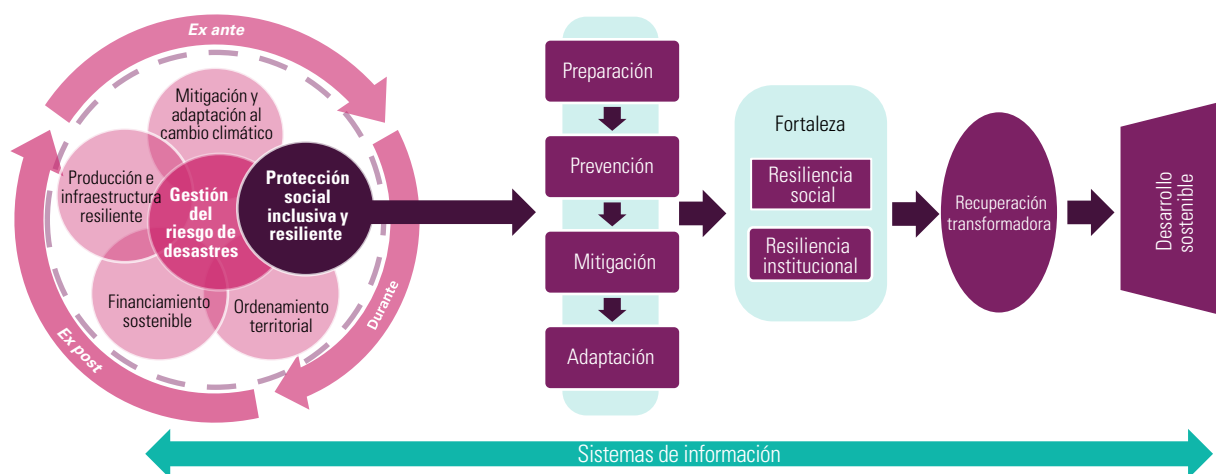 Ex ante
Mitigación y
adaptación al
cambio climático
Producción e
infraestructura
resiliente
Gestión
del
riesgo de
desastres
Protección
social
inclusiva y
resiliente
Financiamiento
sostenible
Ordenamiento
territorial
Durante
Ex post
Preparación
Prevención
Mitigación
Adaptación
Fortaleza
Resiliencia
social
Resiliencia
institucional
Recuperación
transformadora
Desarrollo
sostenible
Sistemas de información